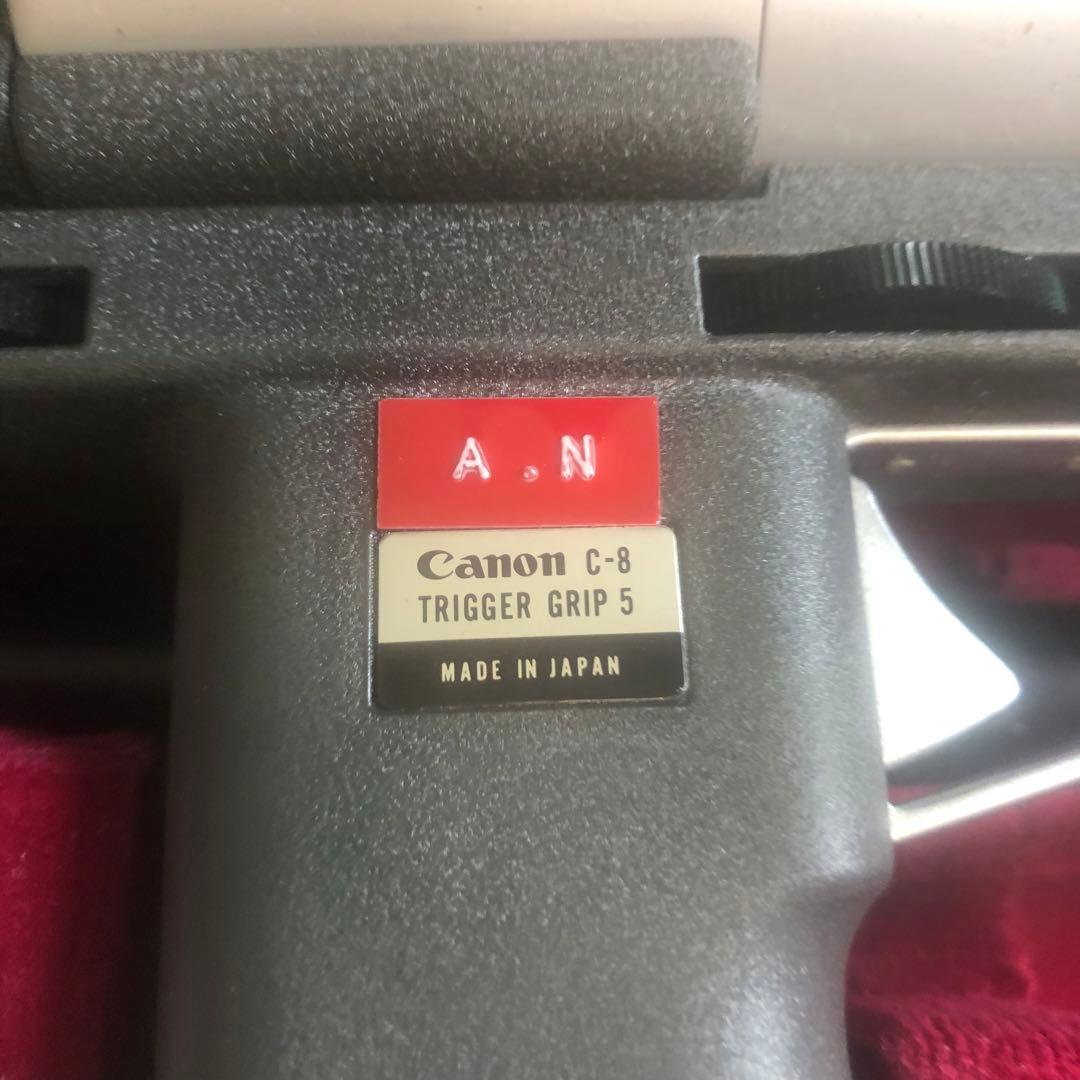 A.N
Canon C-8
TRIGGER GRIP 5
MADE IN JAPAN